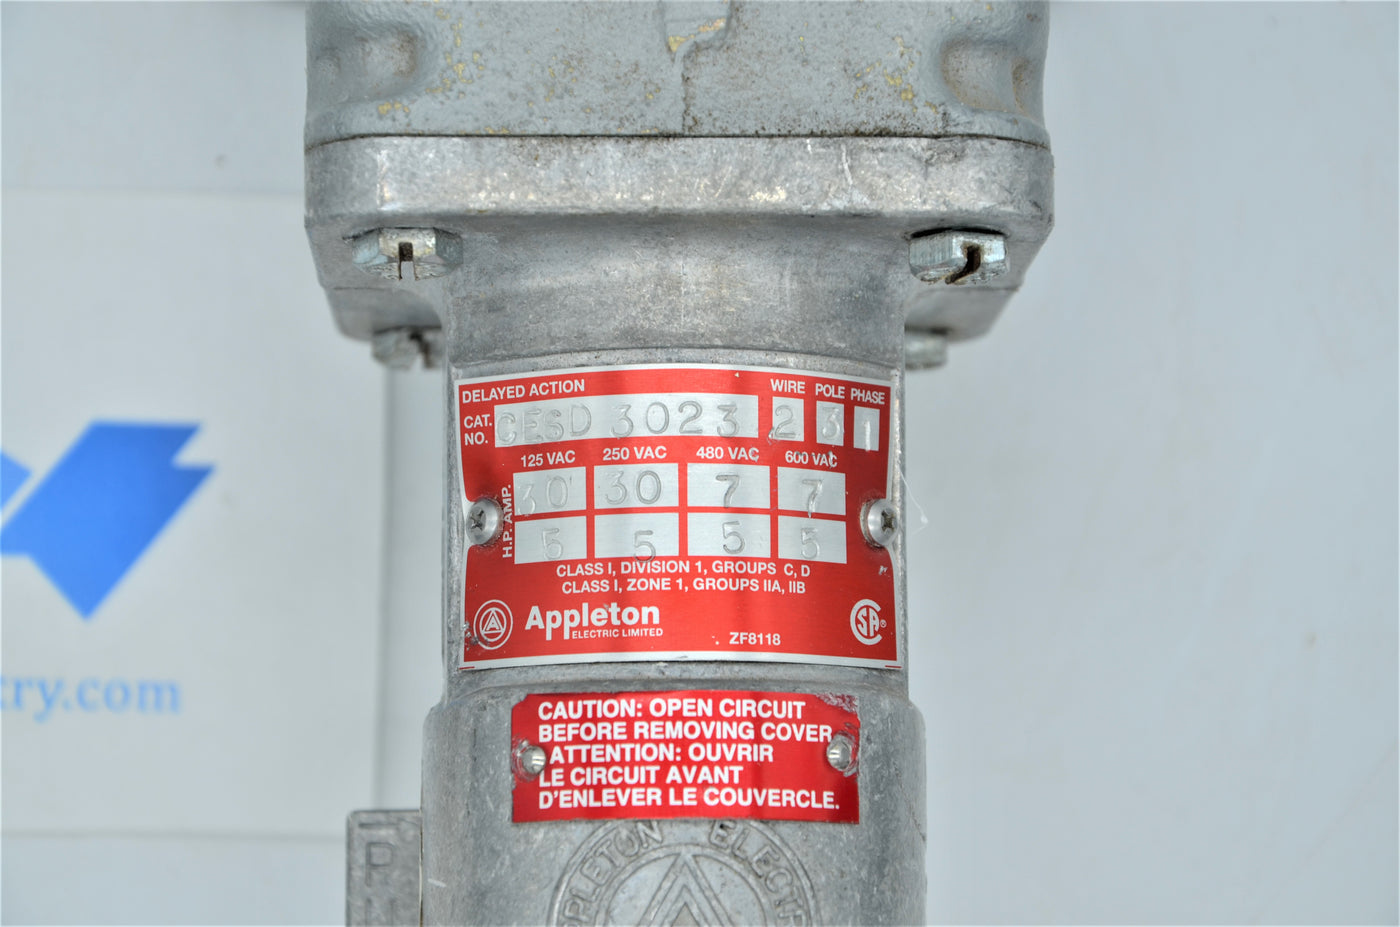 DELAYED ACTION WIRE POLE PHASE
CAT. NO. CESD 3023 2 3 1
125 VAC 250 VAC 480 VAC 600 VAC
AMP. 30 30 7 7
H.P. 5 5 5 5
CLASS I, DIVISION 1, GROUPS C, D
CLASS I, ZONE 1, GROUPS IIA, IIB
Appleton
ELECTRIC LIMITED
ZF8118
CSA®
CAUTION: OPEN CIRCUIT
BEFORE REMOVING COVER
ATTENTION: OUVRIR
LE CIRCUIT AVANT
D'ENLEVER LE COUVERCLE.
APPLETON ELECTR
P
try.com